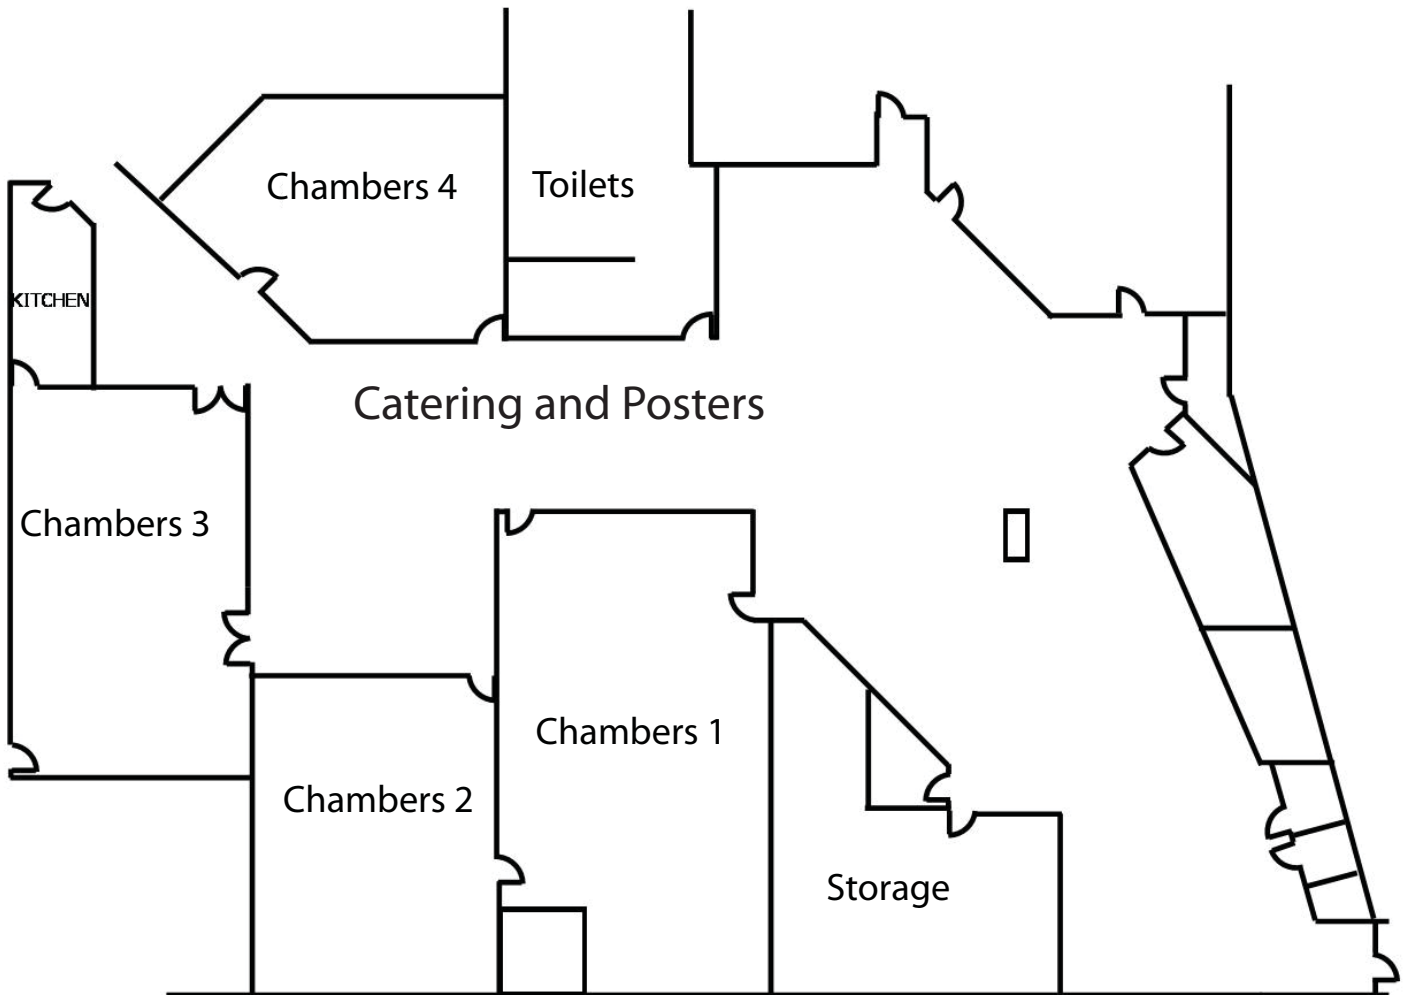 Chambers 4
Toilets
KITCHEN
Catering and Posters
Chambers 3
Chambers 1
Chambers 2
Storage